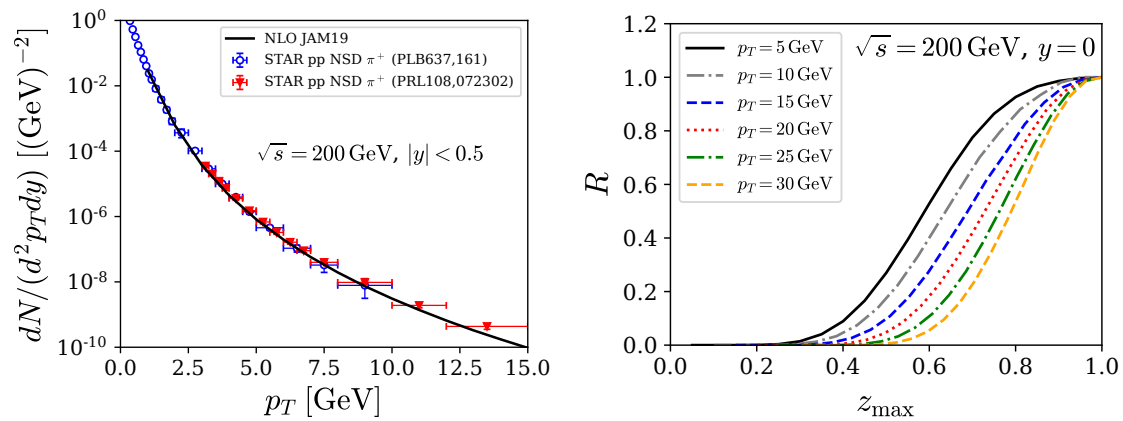 10^0
10^{-2}
10^{-4}
10^{-6}
10^{-8}
10^{-10}
dN/(d^2p_Tdy) [(GeV)^{-2}]
NLO JAM19
STAR pp NSD π^+ (PLB637,161)
STAR pp NSD π^+ (PRL108,072302)
√s = 200 GeV, |y| < 0.5
0.0 2.5 5.0 7.5 10.0 12.5 15.0
p_T [GeV]
1.2
1.0
0.8
0.6
0.4
0.2
0.0
R
p_T = 5 GeV
p_T = 10 GeV
p_T = 15 GeV
p_T = 20 GeV
p_T = 25 GeV
p_T = 30 GeV
√s = 200 GeV, y = 0
0.0 0.2 0.4 0.6 0.8 1.0
z_max